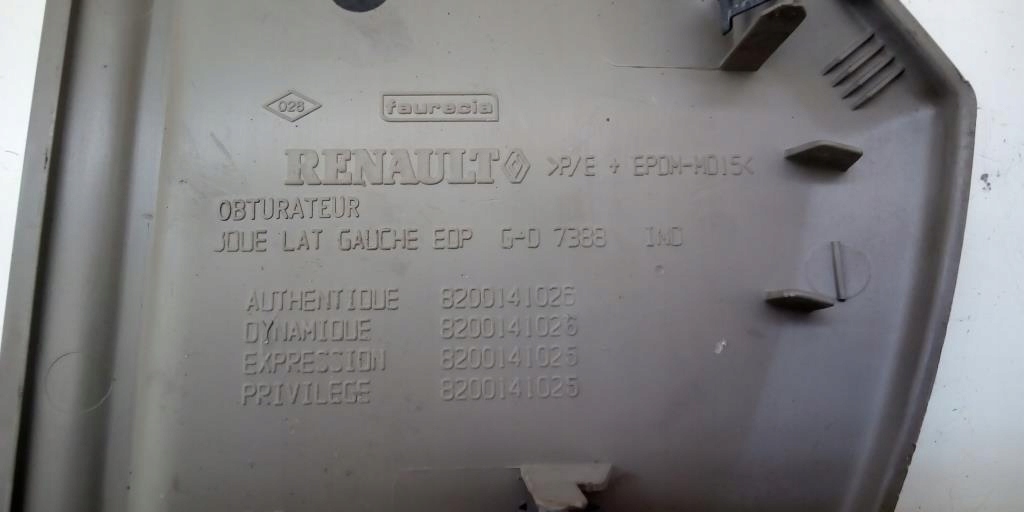 028 faurecia
RENAULT >P/E + EPDM-MD15<
OBTURATEUR
JOUE LAT GAUCHE EDP G-D 7388 IND
AUTHENTIQUE 8200141026
DYNAMIQUE 8200141026
EXPRESSION 8200141025
PRIVILEGE 8200141025